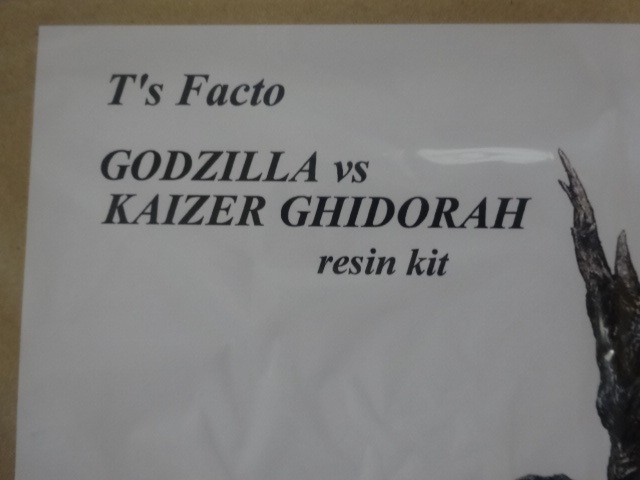 T's Facto
GODZILLA vs
KAIZER GHIDORAH
resin kit